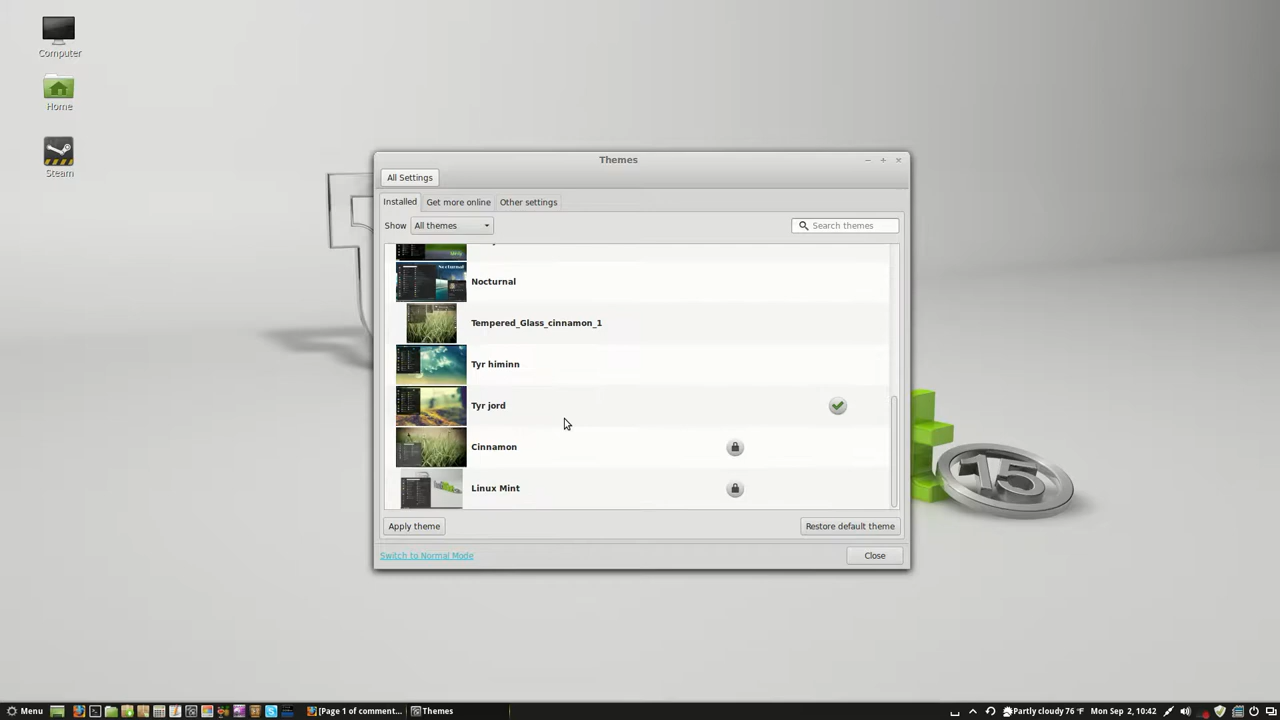 Computer
Home
Steam
Themes
All Settings
Installed
Get more online
Other settings
Show
All themes
Search themes
Nocturnal
Nocturnal
Tempered_Glass_cinnamon_1
Tyr himinn
Tyr jord
Cinnamon
Linux Mint
Apply theme
Restore default theme
Switch to Normal Mode
Close
15
Menu
[Page 1 of comment...
Themes
Partly cloudy 76 °F
Mon Sep 2, 10:42